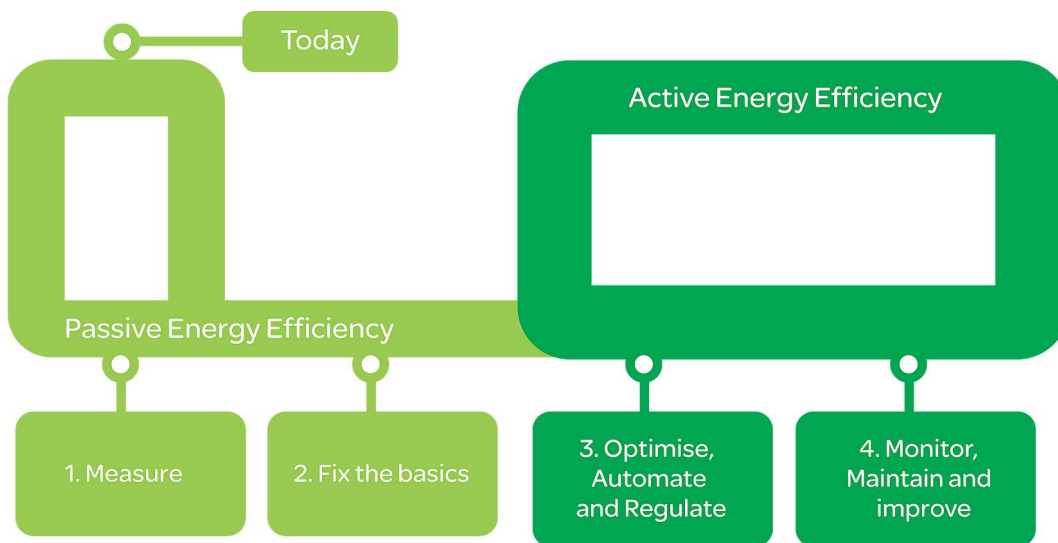 Today
Active Energy Efficiency
Passive Energy Efficiency
1. Measure
2. Fix the basics
3. Optimise,
Automate
and Regulate
4. Monitor,
Maintain and
improve